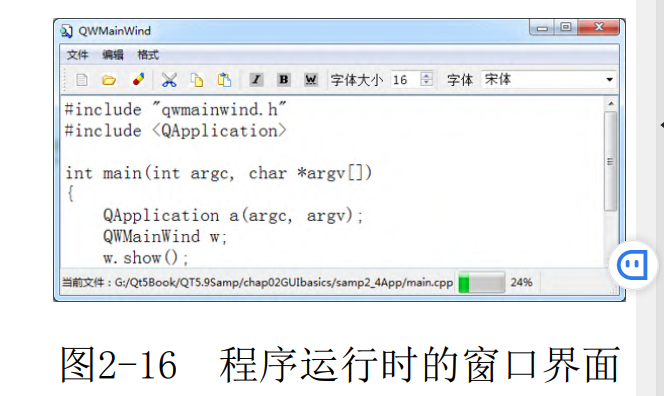 QWMainWind
文件 编辑 格式
I B W 字体大小 16 字体 宋体
#include "qwmainwind.h"
#include <QApplication>
int main(int argc, char *argv[])
{
QApplication a(argc, argv);
QWMainWind w;
w.show();
当前文件：G:/Qt5Book/QT5.9Samp/chap02GUIbasics/samp2_4App/main.cpp 24%
图2-16 程序运行时的窗口界面